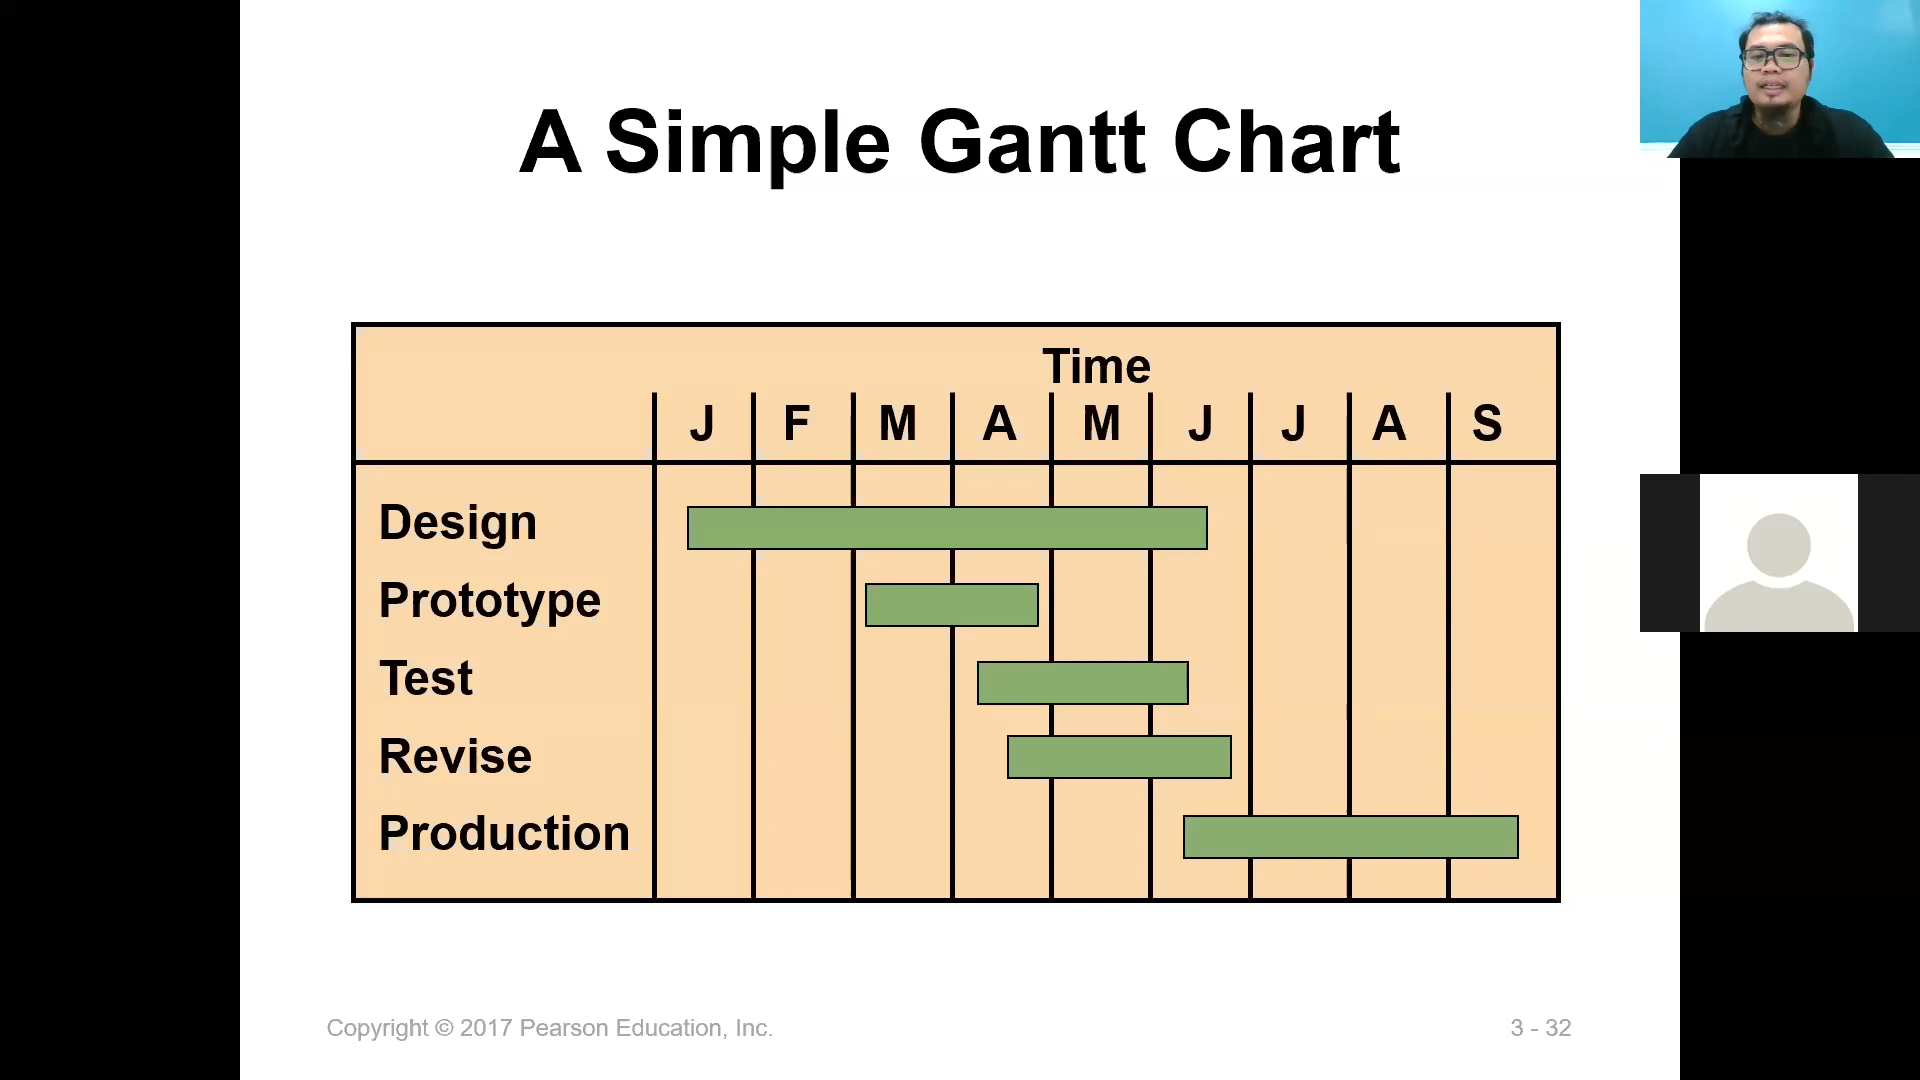 A Simple Gantt Chart
Time
J F M A M J J A S
Design
Prototype
Test
Revise
Production
Copyright © 2017 Pearson Education, Inc.
3 - 32